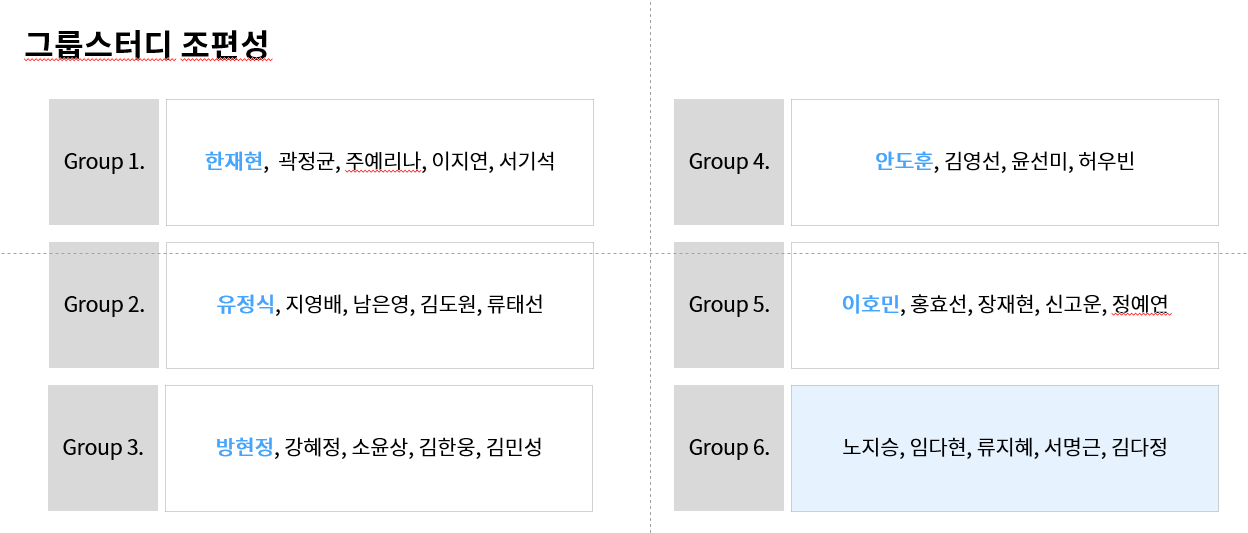 그룹스터디 조편성
Group 1.
한재현, 곽정균, 주예리나, 이지연, 서기석
Group 2.
유정식, 지영배, 남은영, 김도원, 류태선
Group 3.
방현정, 강혜정, 소윤상, 김한웅, 김민성
Group 4.
안도훈, 김영선, 윤선미, 허우빈
Group 5.
이호민, 홍효선, 장재현, 신고운, 정예연
Group 6.
노지승, 임다현, 류지혜, 서명근, 김다정